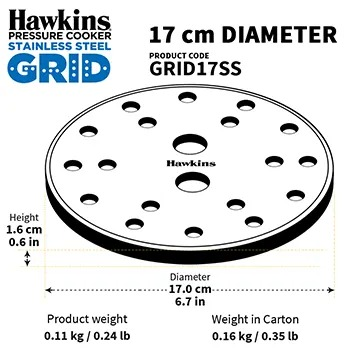 Hawkins
PRESSURE COOKER
STAINLESS STEEL
GRID
17 cm DIAMETER
PRODUCT CODE
GRID17SS
Hawkins
Height
1.6 cm
0.6 in
Diameter
17.0 cm
6.7 in
Product weight
0.11 kg / 0.24 lb
Weight in Carton
0.16 kg / 0.35 lb